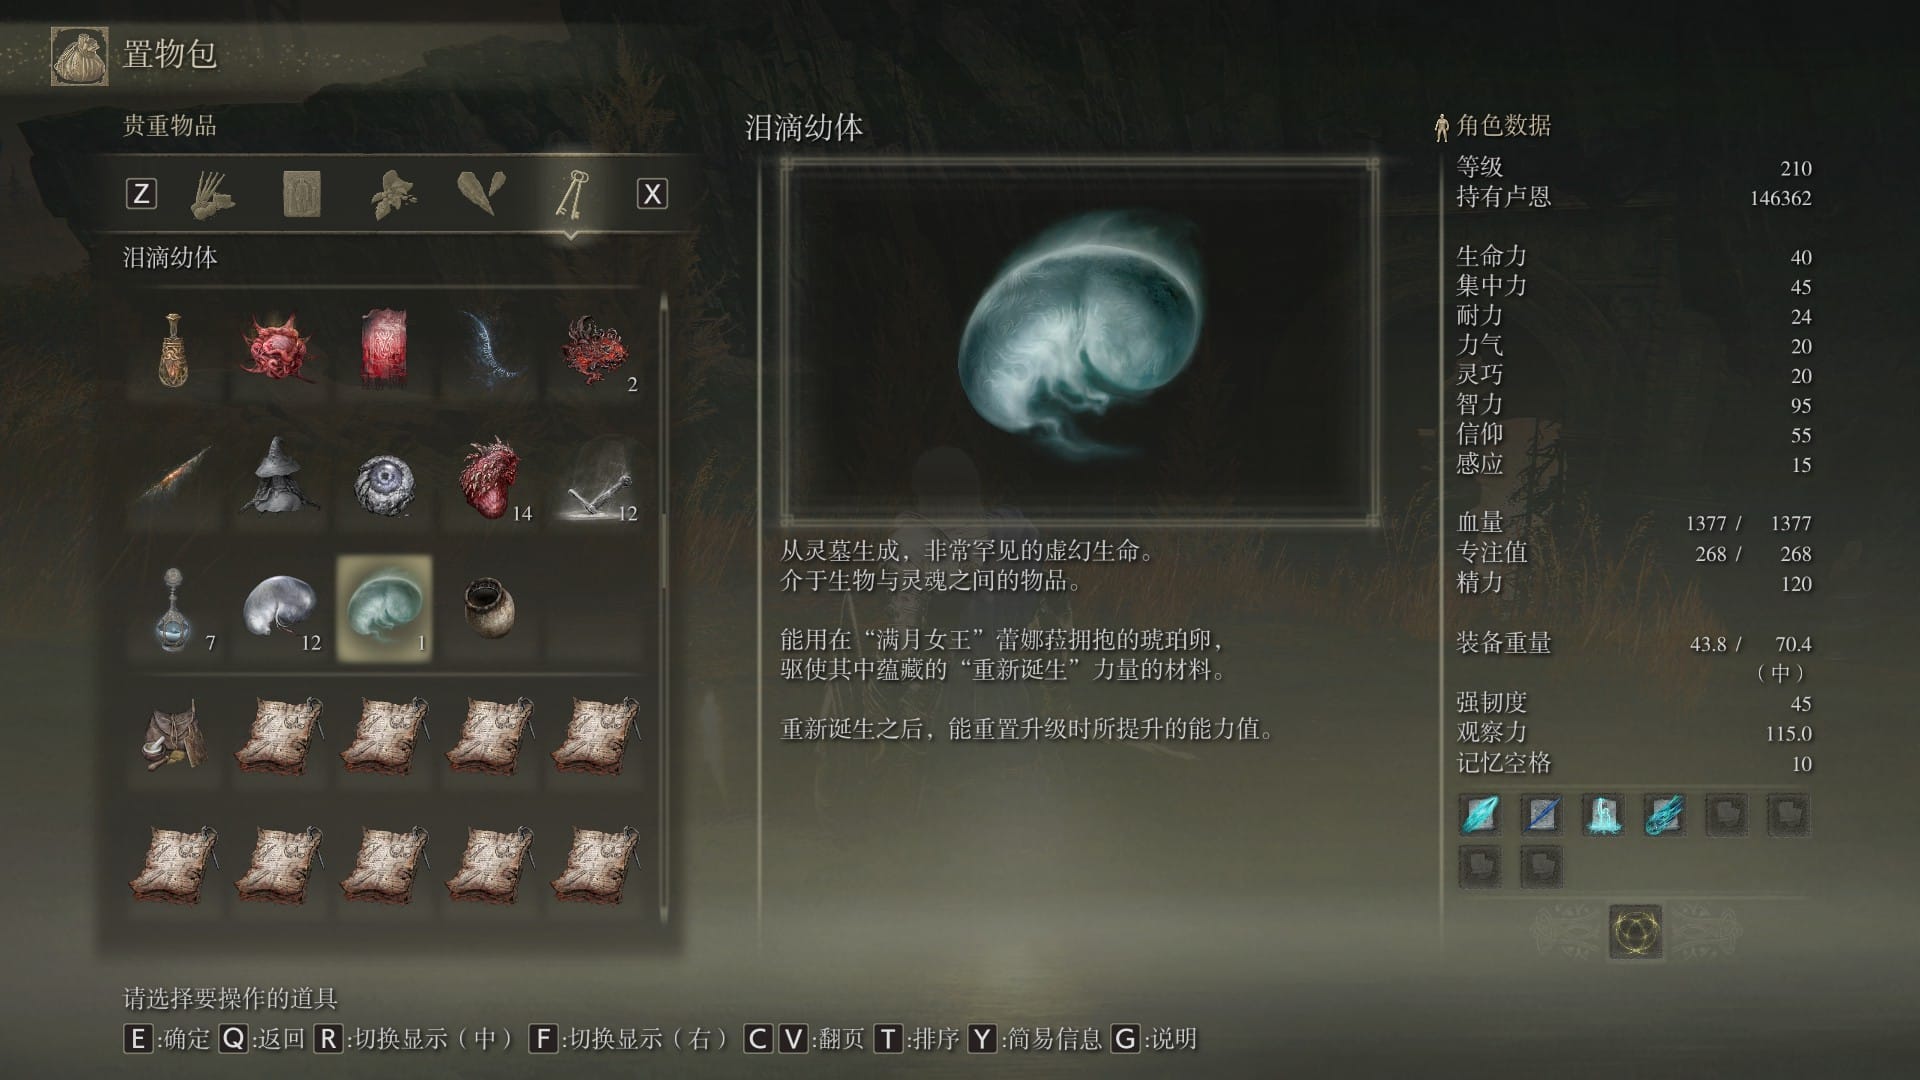 置物包
贵重物品
Z X
泪滴幼体
2
14
12
7
12
1
泪滴幼体
从灵墓生成，非常罕见的虚幻生命。
介于生物与灵魂之间的物品。
能用在“满月女王”蕾娜菈拥抱的琥珀卵，
驱使其中蕴藏的“重新诞生”力量的材料。
重新诞生之后，能重置升级时所提升的能力值。
角色数据
等级 210
持有卢恩 146362
生命力 40
集中力 45
耐力 24
力气 20
灵巧 20
智力 95
信仰 55
感应 15
血量 1377 / 1377
专注值 268 / 268
精力 120
装备重量 43.8 / 70.4
（中）
强韧度 45
观察力 115.0
记忆空格 10
请选择要操作的道具
E:确定 Q:返回 R:切换显示（中） F:切换显示（右） C V:翻页 T:排序 Y:简易信息 G:说明